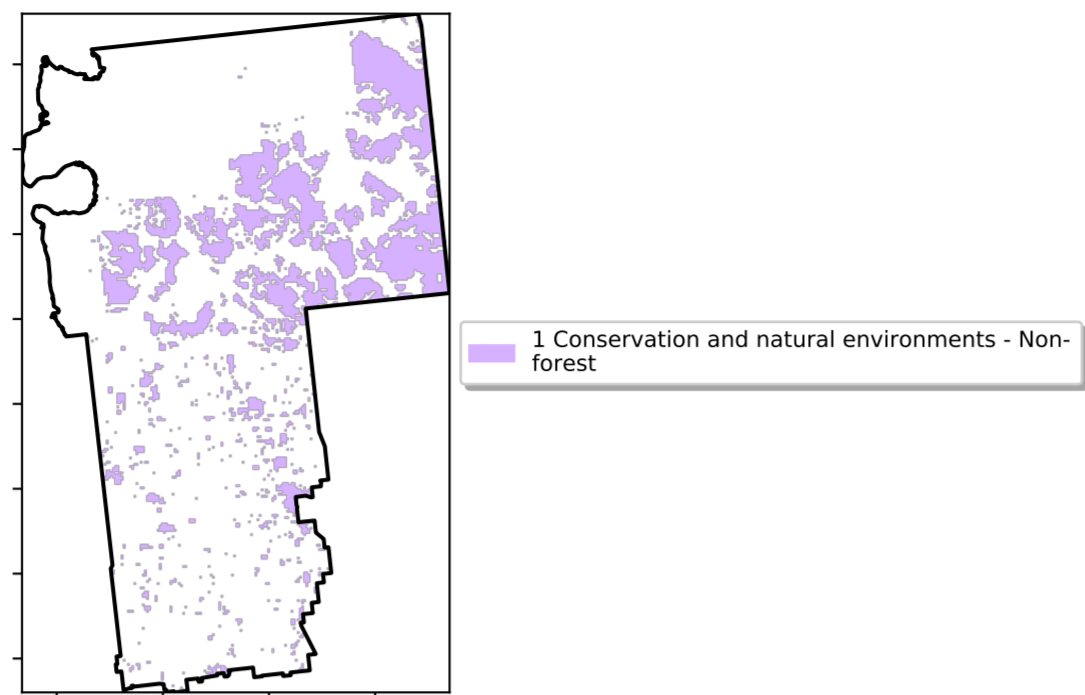 1 Conservation and natural environments - Non-
forest